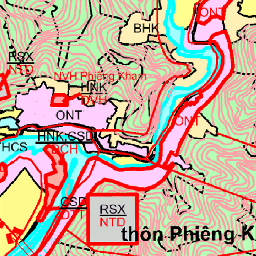 ONT
BHK
RSX
NTD
NVH Phiêng Kham
HNK
DVH
ONT
ONT
HNK.CSD
DCH
HCS
CSD
RSX
NTD
thôn Phiêng K